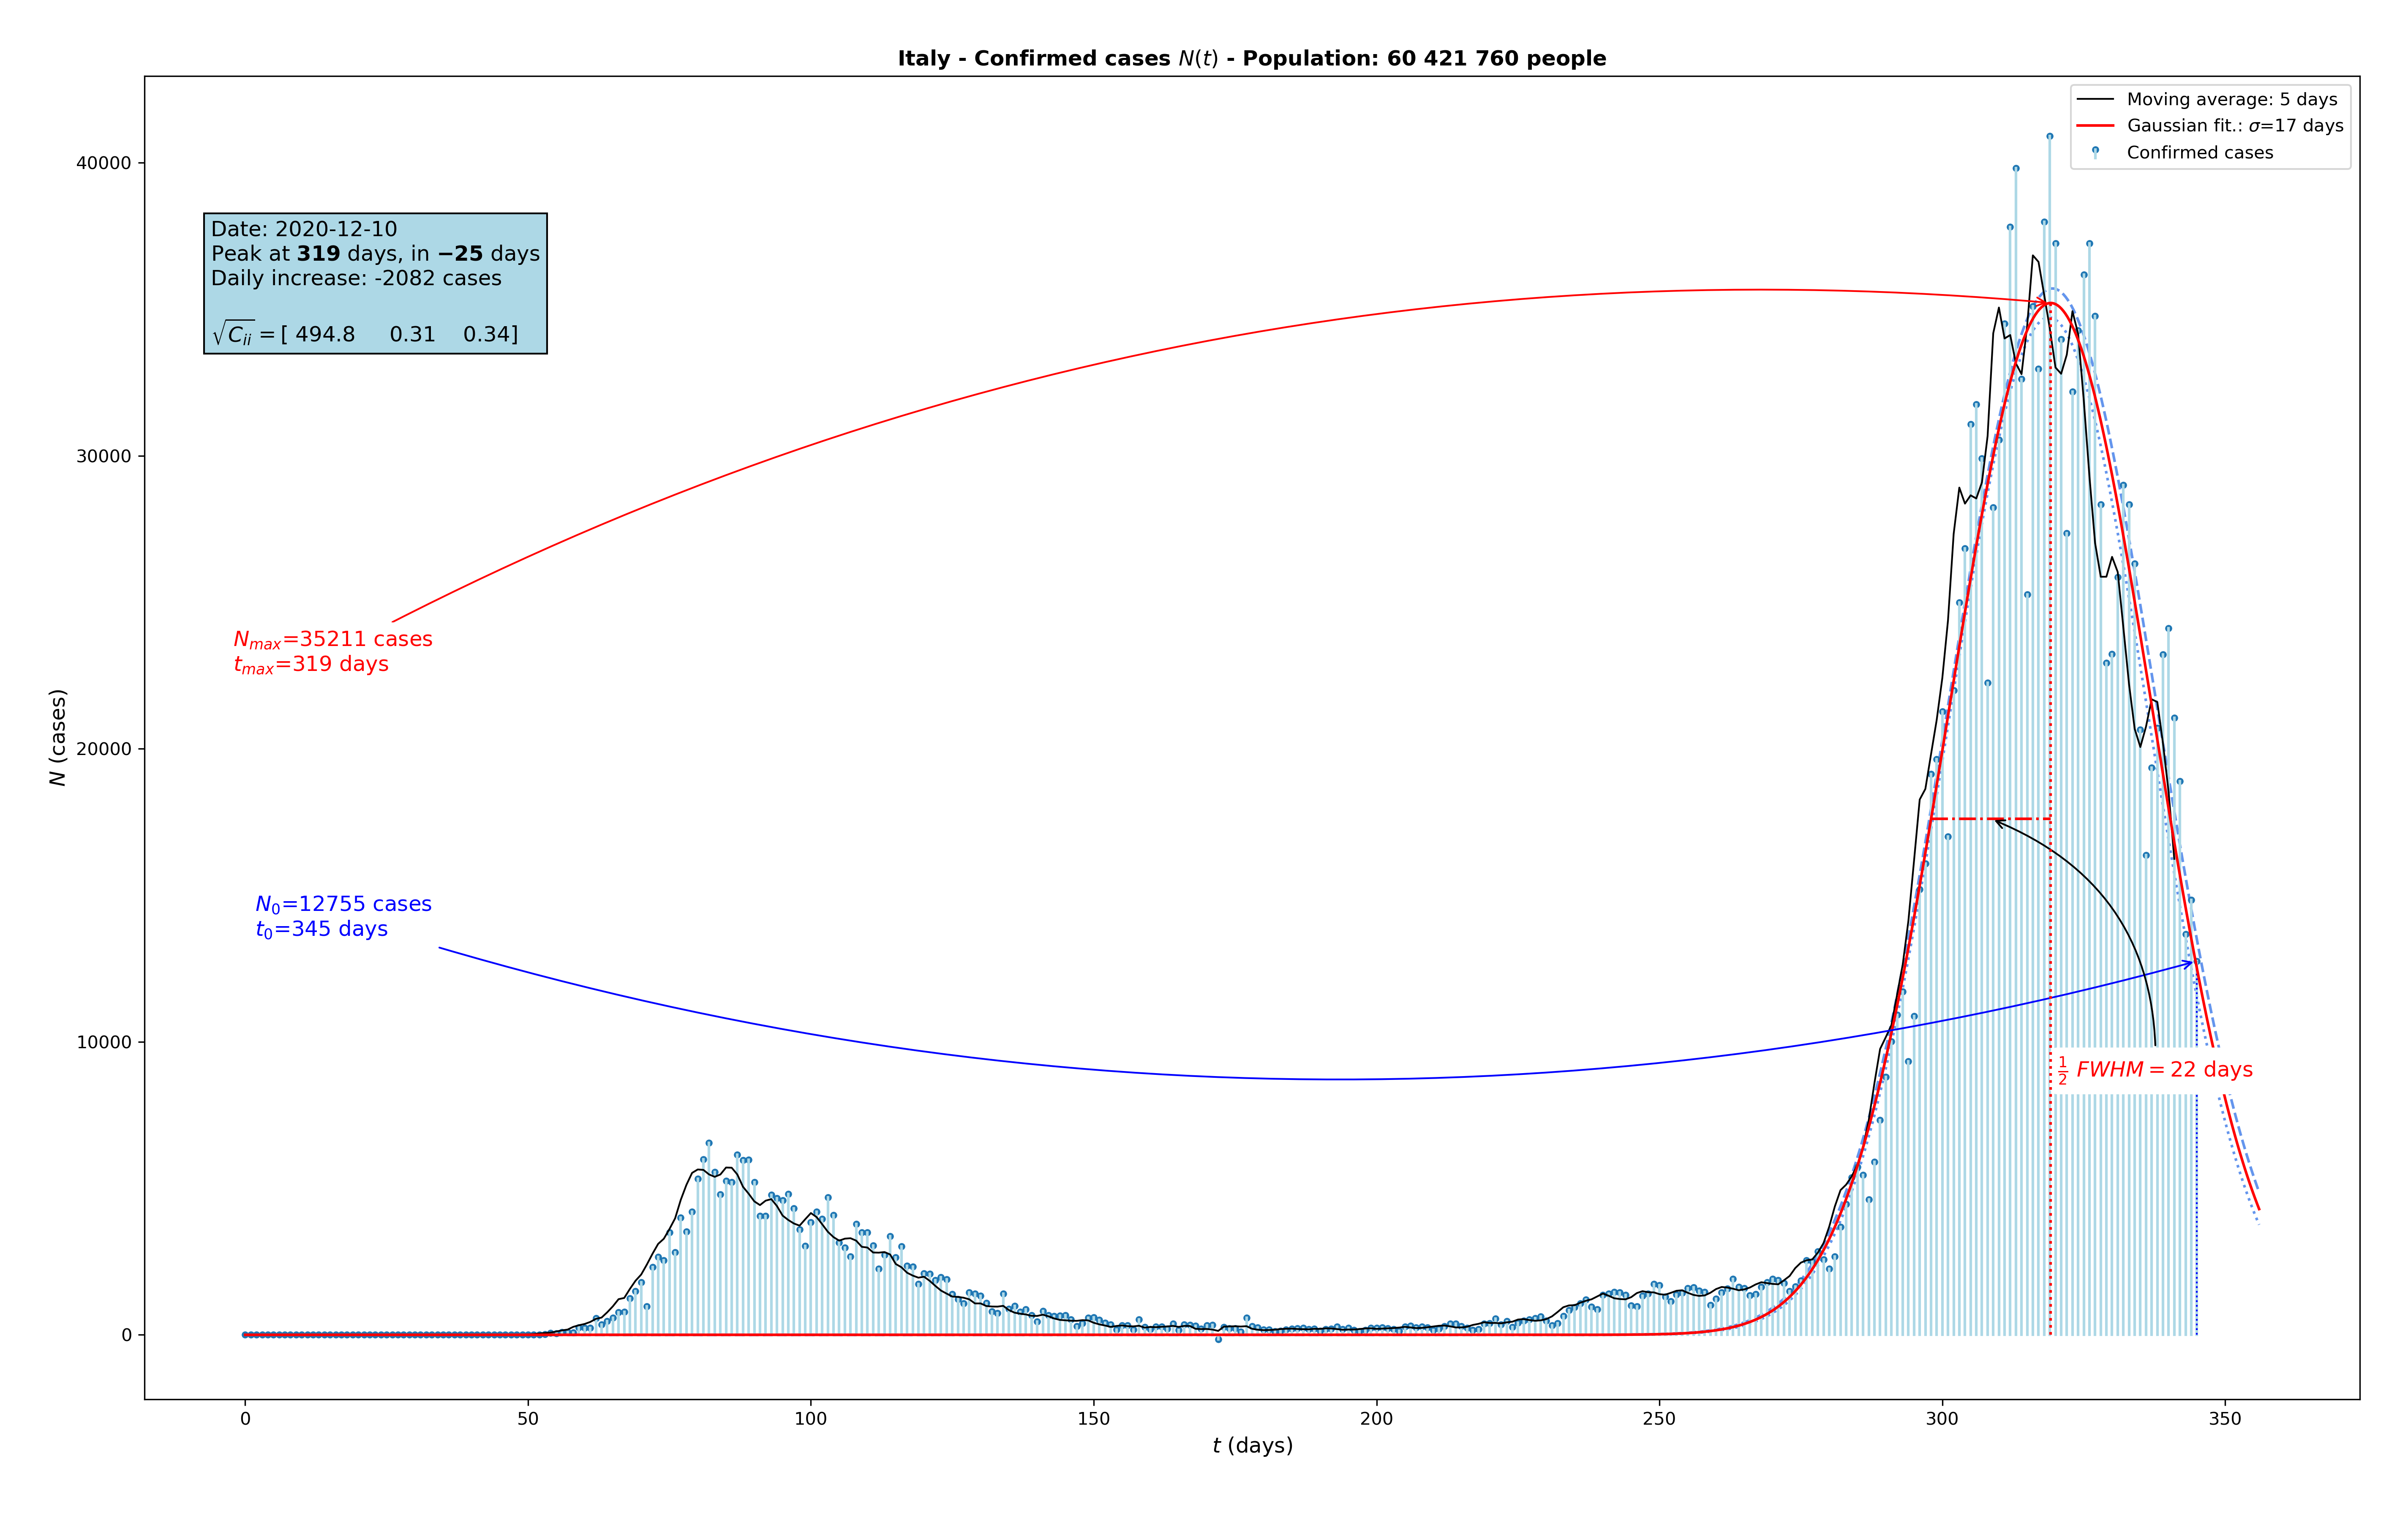 Italy - Confirmed cases N(t) - Population: 60 421 760 people
Moving average: 5 days
Gaussian fit.: σ=17 days
Confirmed cases
Date: 2020-12-10
Peak at 319 days, in −25 days
Daily increase: -2082 cases
√Cᵢᵢ = [ 494.8 0.31 0.34]
N_max=35211 cases
t_max=319 days
N₀=12755 cases
t₀=345 days
½ FWHM = 22 days
N (cases)
40000
30000
20000
10000
0
0 50 100 150 200 250 300 350
t (days)